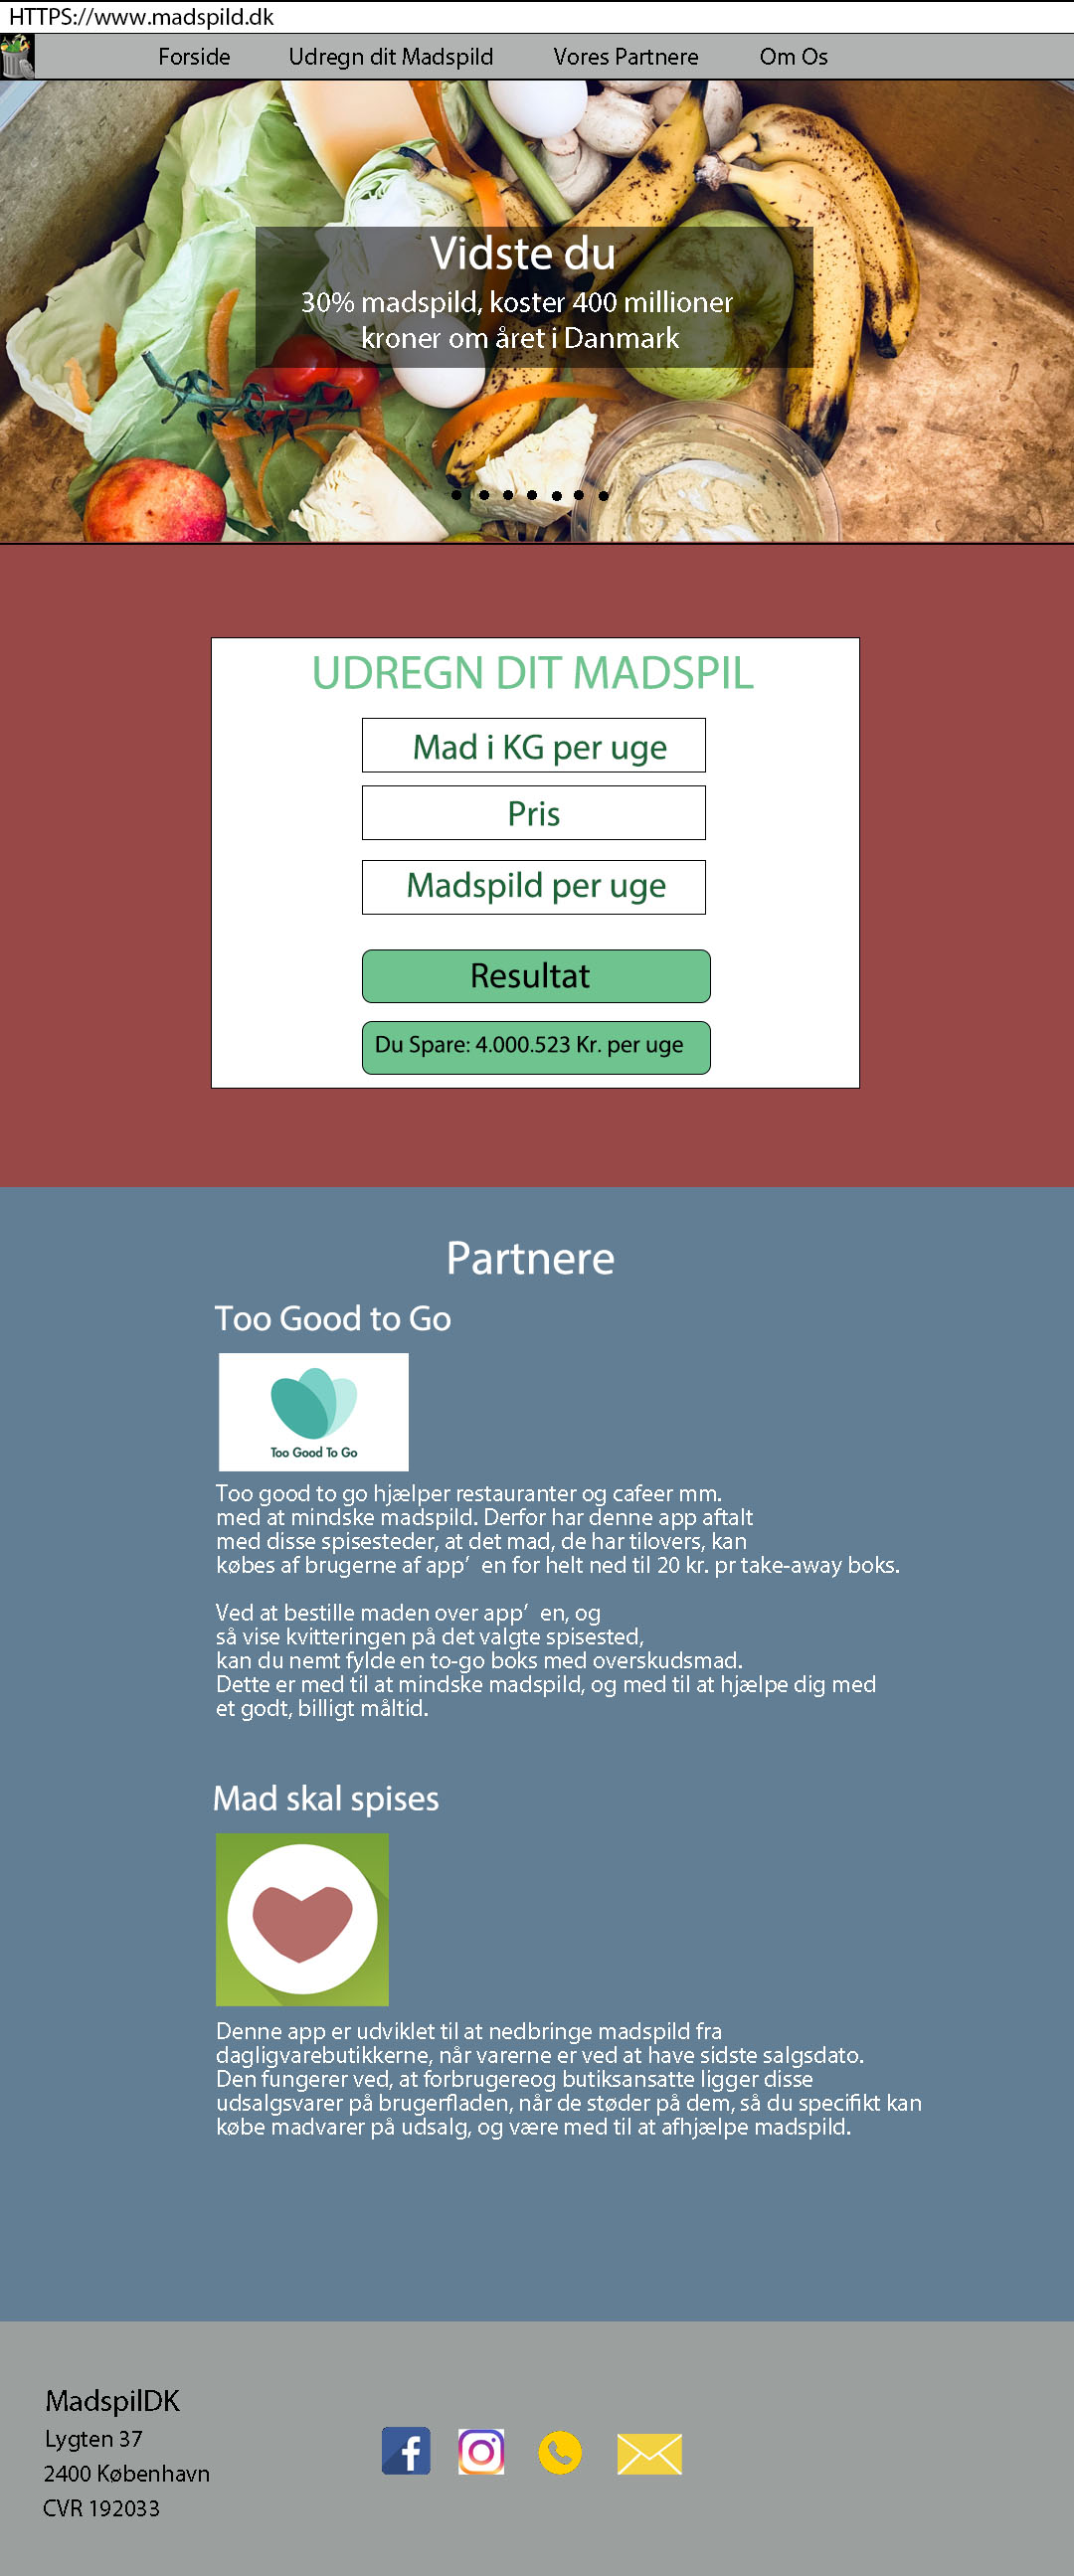 HTTPS://www.madspild.dk
Forside Udregn dit Madspild Vores Partnere Om Os
Vidste du
30% madspild, koster 400 millioner
kroner om året i Danmark
UDREGN DIT MADSPIL
Mad i KG per uge
Pris
Madspild per uge
Resultat
Du Spare: 4.000.523 Kr. per uge
Partnere
Too Good to Go
Too Good To Go
Too good to go hjælper restauranter og cafeer mm.
med at mindske madspild. Derfor har denne app aftalt
med disse spisesteder, at det mad, de har tilovers, kan
købes af brugerne af app’ en for helt ned til 20 kr. pr take-away boks.
Ved at bestille maden over app’ en, og
så vise kvitteringen på det valgte spisested,
kan du nemt fylde en to-go boks med overskudsmad.
Dette er med til at mindske madspild, og med til at hjælpe dig med
et godt, billigt måltid.
Mad skal spises
Denne app er udviklet til at nedbringe madspild fra
dagligvarebutikkerne, når varerne er ved at have sidste salgsdato.
Den fungerer ved, at forbrugereog butiksansatte ligger disse
udsalgsvarer på brugerfladen, når de støder på dem, så du specifikt kan
købe madvarer på udsalg, og være med til at afhjælpe madspild.
MadspilDK
Lygten 37
2400 København
CVR 192033